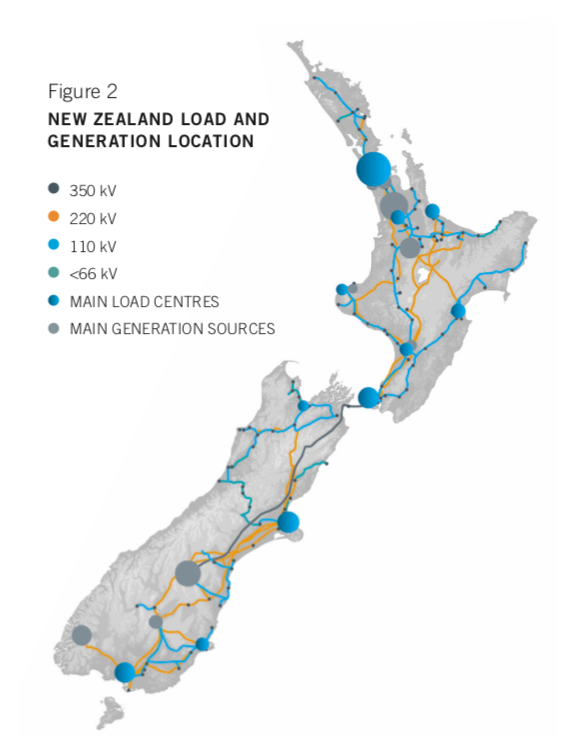 Figure 2
NEW ZEALAND LOAD AND
GENERATION LOCATION
350 kV
220 kV
110 kV
<66 kV
MAIN LOAD CENTRES
MAIN GENERATION SOURCES